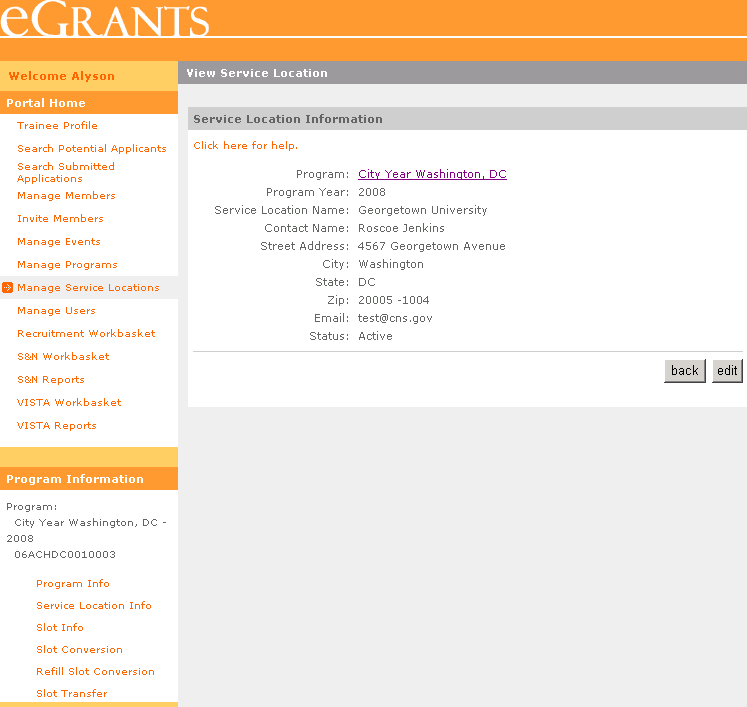 eGRANTS
Welcome Alyson
Portal Home
Trainee Profile
Search Potential Applicants
Search Submitted
Applications
Manage Members
Invite Members
Manage Events
Manage Programs
Manage Service Locations
Manage Users
Recruitment Workbasket
S&N Workbasket
S&N Reports
VISTA Workbasket
VISTA Reports
Program Information
Program:
City Year Washington, DC -
2008
06ACHDC0010003
Program Info
Service Location Info
Slot Info
Slot Conversion
Refill Slot Conversion
Slot Transfer
View Service Location
Service Location Information
Click here for help.
Program: City Year Washington, DC
Program Year: 2008
Service Location Name: Georgetown University
Contact Name: Roscoe Jenkins
Street Address: 4567 Georgetown Avenue
City: Washington
State: DC
Zip: 20005 -1004
Email: test@cns.gov
Status: Active
back edit